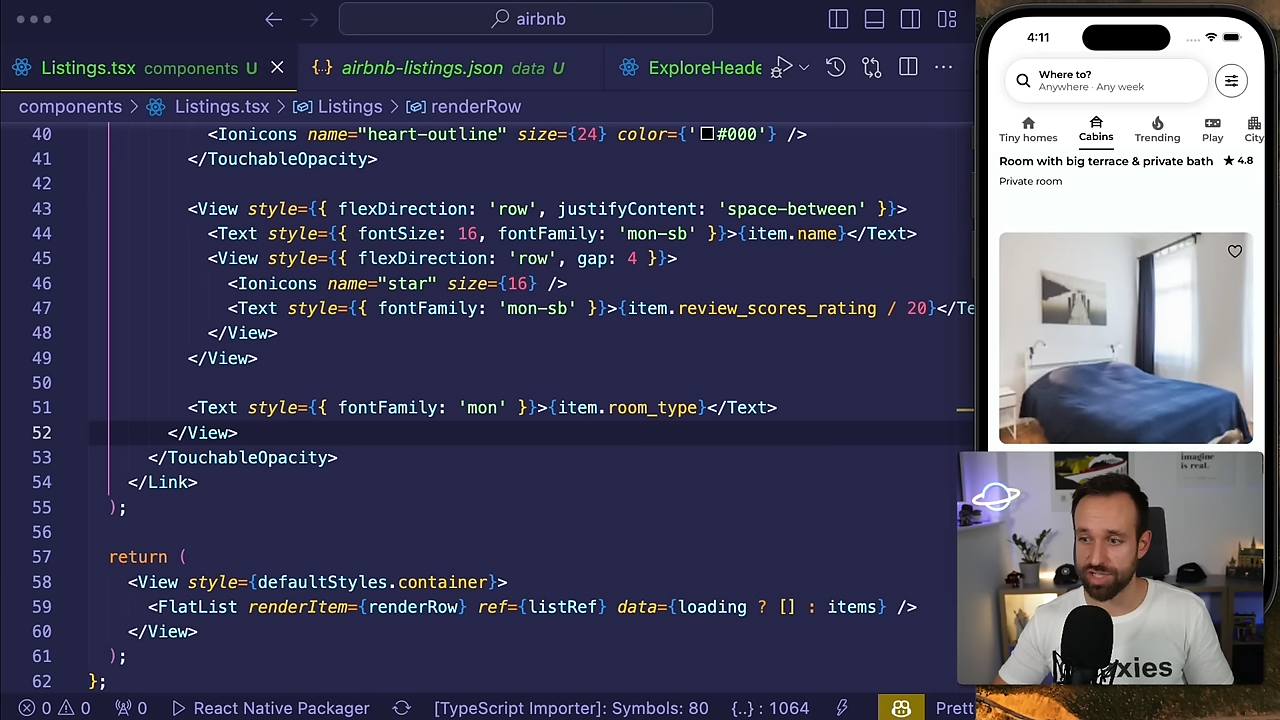 airbnb
Listings.tsx components U
{..} airbnb-listings.json data U
ExploreHeade
components > Listings.tsx > Listings > renderRow
40 <Ionicons name="heart-outline" size={24} color={'#000'} />
41 </TouchableOpacity>
42
43 <View style={{ flexDirection: 'row', justifyContent: 'space-between' }}>
44 <Text style={{ fontSize: 16, fontFamily: 'mon-sb' }}>{item.name}</Text>
45 <View style={{ flexDirection: 'row', gap: 4 }}>
46 <Ionicons name="star" size={16} />
47 <Text style={{ fontFamily: 'mon-sb' }}>{item.review_scores_rating / 20}</Te
48 </View>
49 </View>
50
51 <Text style={{ fontFamily: 'mon' }}>{item.room_type}</Text>
52 </View>
53 </TouchableOpacity>
54 </Link>
55 );
56
57 return (
58 <View style={defaultStyles.container}>
59 <FlatList renderItem={renderRow} ref={listRef} data={loading ? [] : items} />
60 </View>
61 );
62 };
0 0 0 React Native Packager [TypeScript Importer]: Symbols: 80 {..} : 1064 Prett
4:11
Where to?
Anywhere · Any week
Tiny homes Cabins Trending Play City
Room with big terrace & private bath ★ 4.8
Private room
imagine
is real.